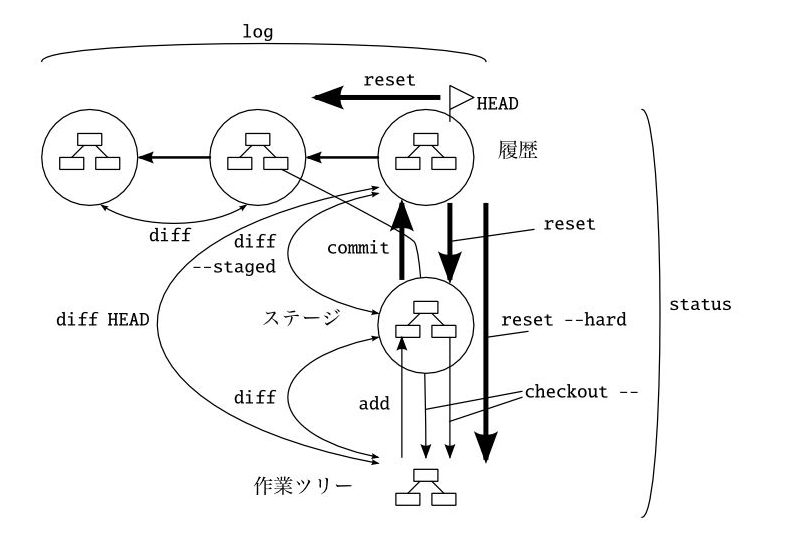 log
reset
HEAD
履歴
diff
diff
--staged
commit
reset
diff HEAD
ステージ
reset --hard
status
diff
add
checkout --
作業ツリー